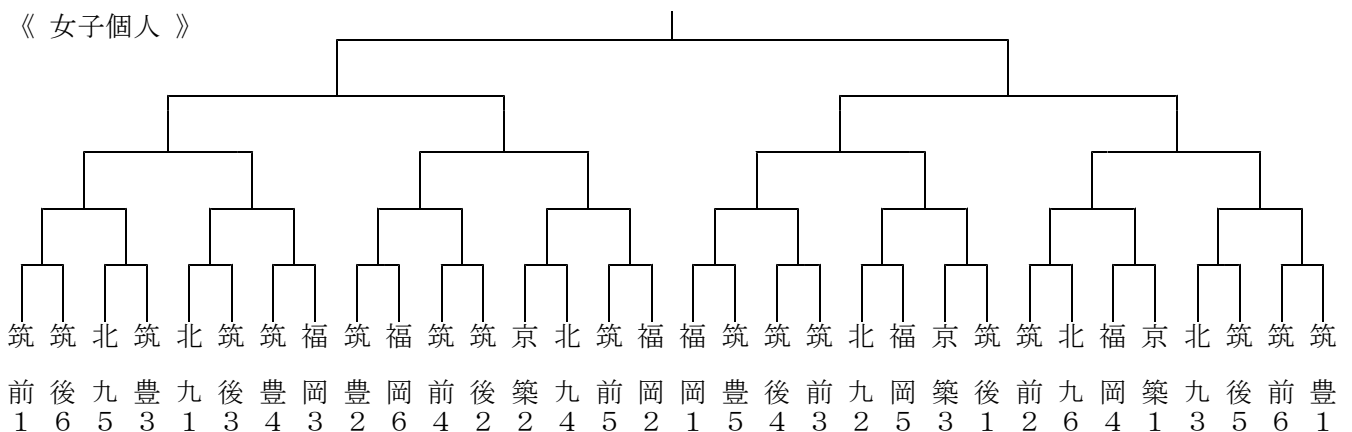 《 女子個人 》
筑 筑 北 筑 北 筑 筑 福 筑 福 筑 筑 京 北 筑 福 福 筑 筑 筑 北 福 京 筑 筑 北 福 京 北 筑 筑 筑
前 後 九 豊 九 後 豊 岡 豊 岡 前 後 築 九 前 岡 岡 豊 後 前 九 岡 築 後 前 九 岡 築 九 後 前 豊
１ ６ ５ ３ １ ３ ４ ３ ２ ６ ４ ２ ２ ４ ５ ２ １ ５ ４ ３ ２ ５ ３ １ ２ ６ ４ １ ３ ５ ６ １